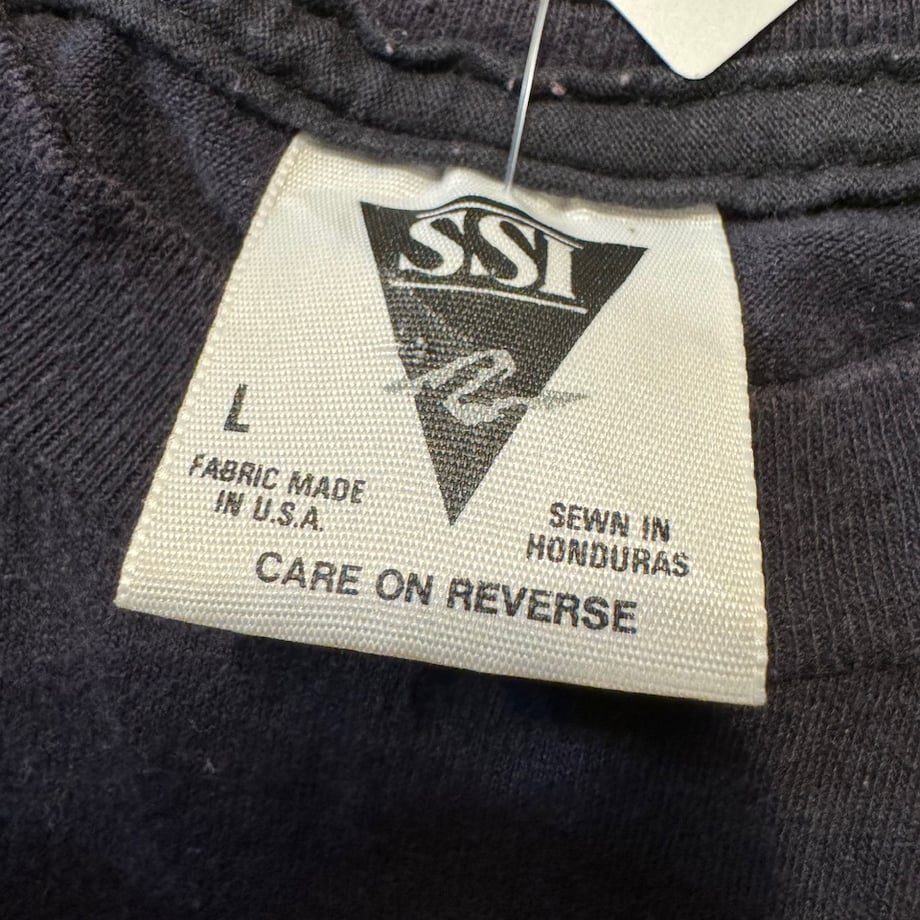 SSI
L
FABRIC MADE
IN U.S.A.
SEWN IN
HONDURAS
CARE ON REVERSE